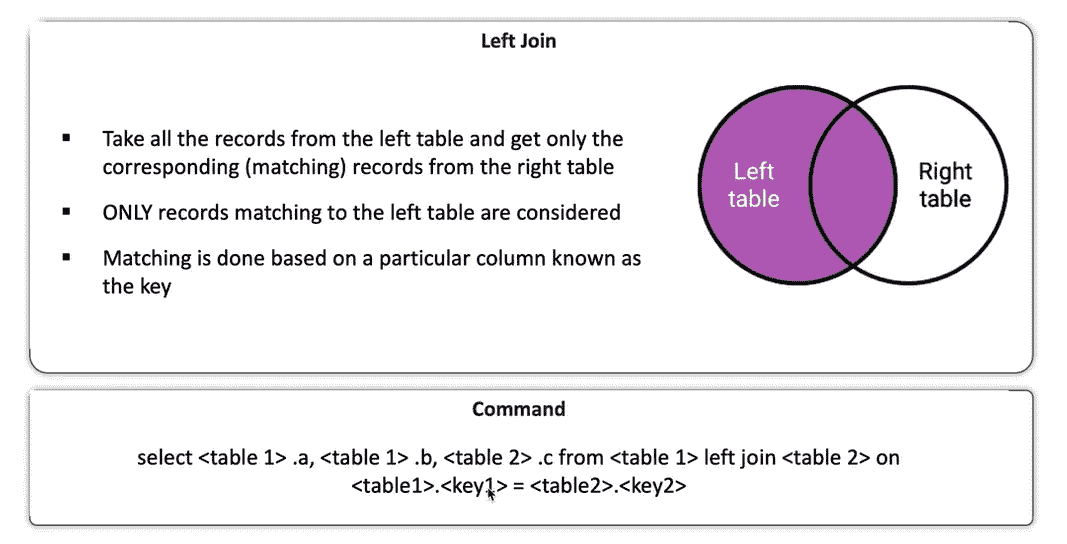 Left Join
▪ Take all the records from the left table and get only the
corresponding (matching) records from the right table
▪ ONLY records matching to the left table are considered
▪ Matching is done based on a particular column known as
the key
Left
table
Right
table
Command
select <table 1> .a, <table 1> .b, <table 2> .c from <table 1> left join <table 2> on
<table1>.<key1> = <table2>.<key2>